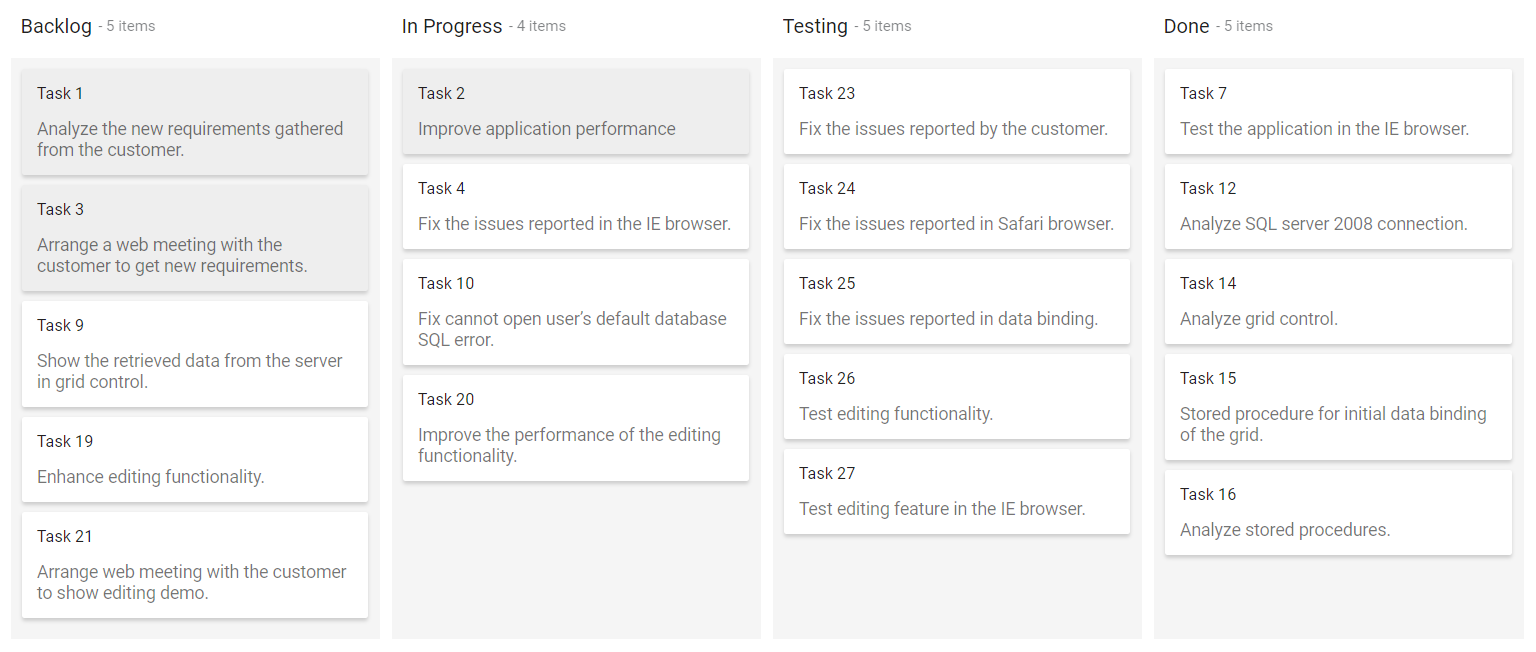 Backlog - 5 items
Task 1
Analyze the new requirements gathered
from the customer.
Task 3
Arrange a web meeting with the
customer to get new requirements.
Task 9
Show the retrieved data from the server
in grid control.
Task 19
Enhance editing functionality.
Task 21
Arrange web meeting with the customer
to show editing demo.
In Progress - 4 items
Task 2
Improve application performance
Task 4
Fix the issues reported in the IE browser.
Task 10
Fix cannot open user’s default database
SQL error.
Task 20
Improve the performance of the editing
functionality.
Testing - 5 items
Task 23
Fix the issues reported by the customer.
Task 24
Fix the issues reported in Safari browser.
Task 25
Fix the issues reported in data binding.
Task 26
Test editing functionality.
Task 27
Test editing feature in the IE browser.
Done - 5 items
Task 7
Test the application in the IE browser.
Task 12
Analyze SQL server 2008 connection.
Task 14
Analyze grid control.
Task 15
Stored procedure for initial data binding
of the grid.
Task 16
Analyze stored procedures.